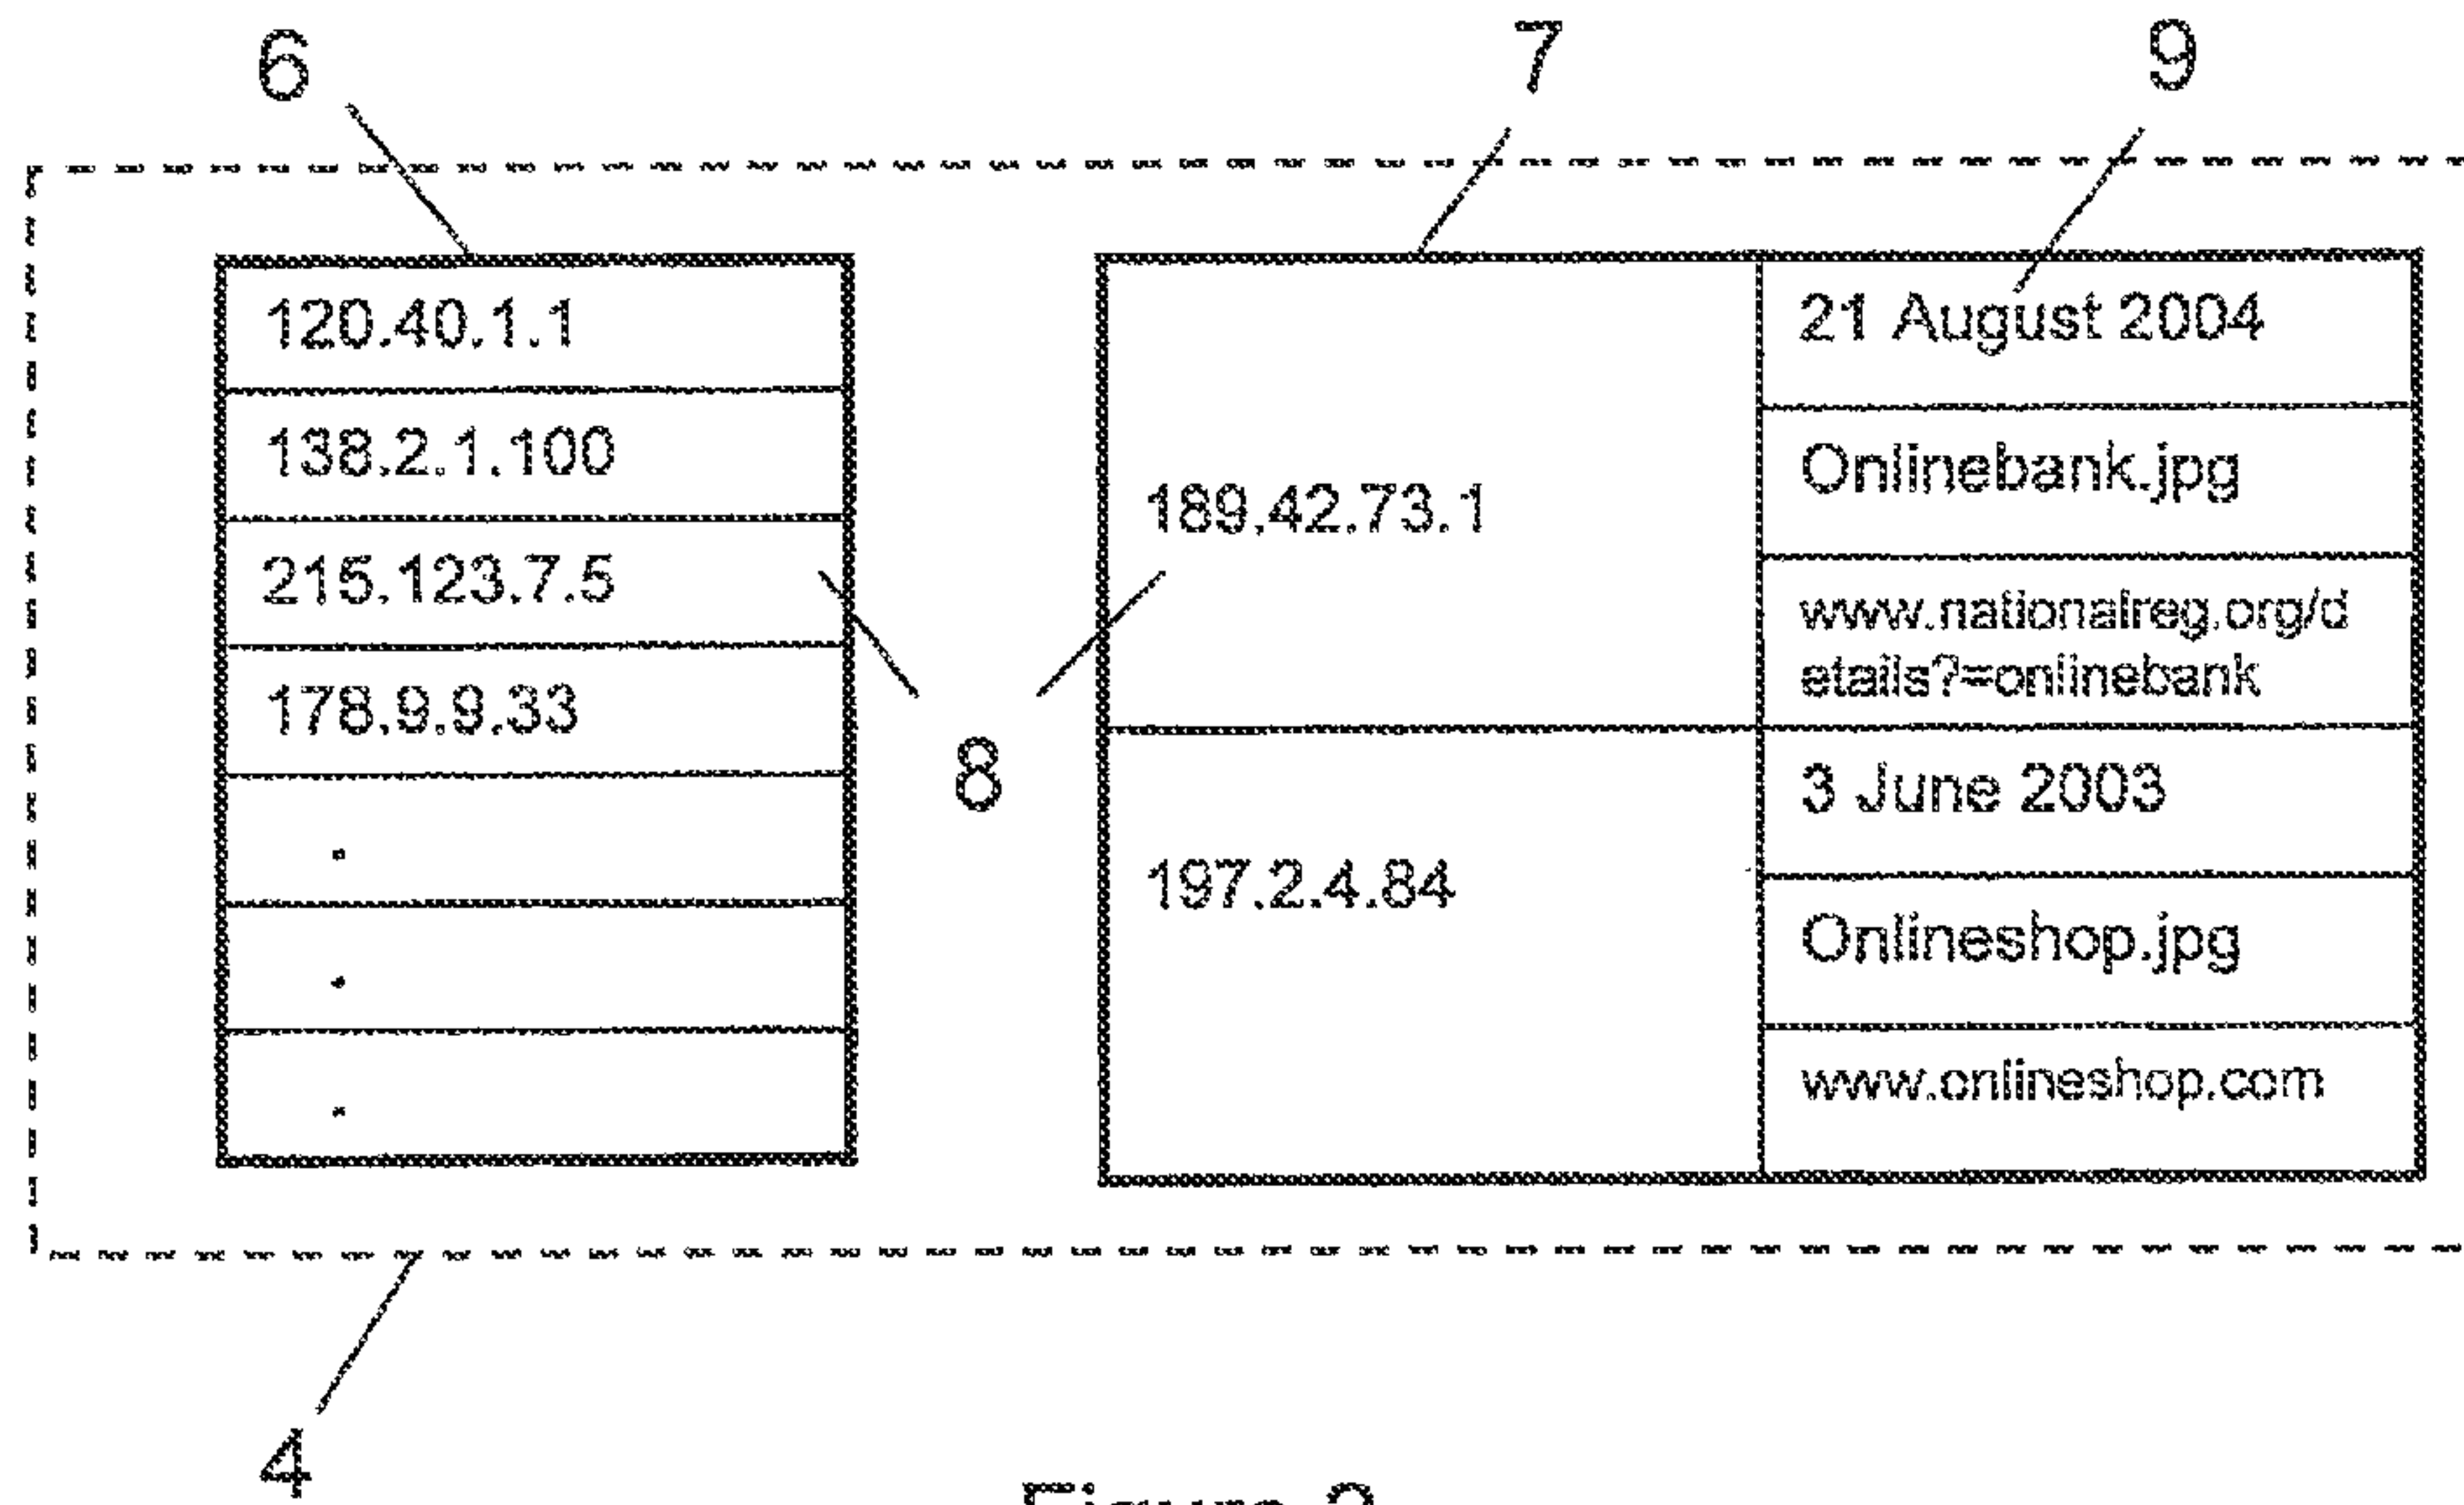 6
7
9
120.40.1.1
138.2.1.100
215.123.7.5
178.9.9.33
.
.
.
8
189.42.73.1
21 August 2004
Onlinebank.jpg
www.nationalreg.org/d
etails?=onlinebank
197.2.4.84
3 June 2003
Onlineshop.jpg
www.onlineshop.com
4
Figure